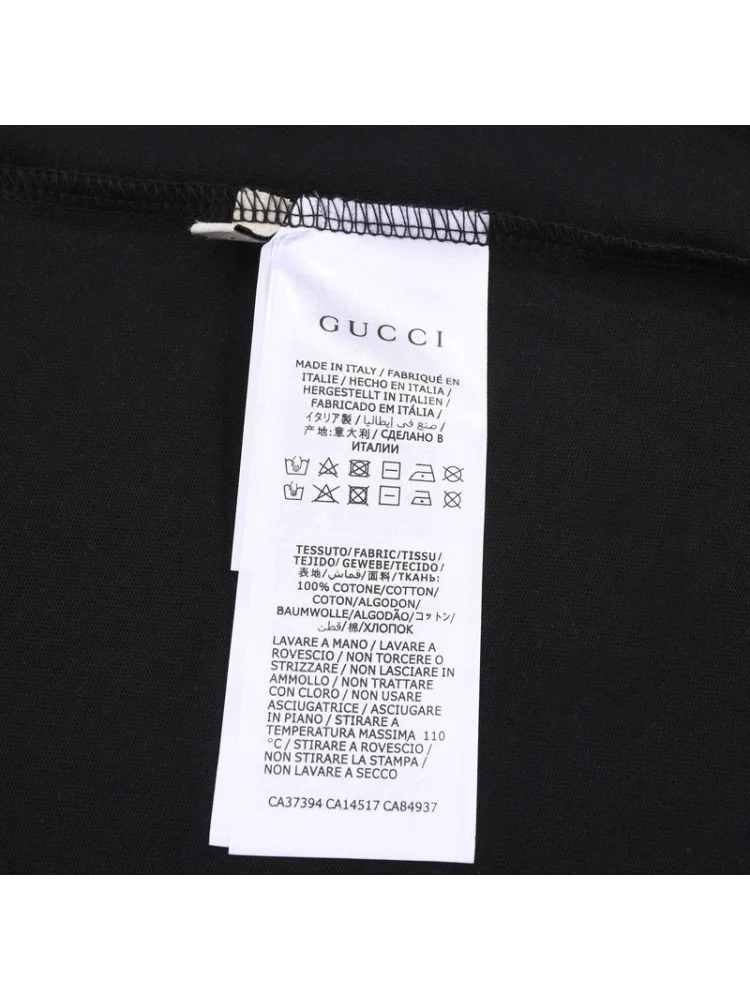 GUCCI
MADE IN ITALY / FABRIQUÉ EN
ITALIE / HECHO EN ITALIA /
HERGESTELLT IN ITALIEN /
FABRICADO EM ITÁLIA /
イタリア製 / صنع في إيطاليا /
产地:意大利 / СДЕЛАНО В
ИТАЛИИ
TESSUTO/FABRIC/TISSU/
TEJIDO/ GEWEBE/TECIDO/
表地/قماش/面料/ТКАНЬ:
100% COTONE/COTTON/
COTON/ALGODON/
BAUMWOLLE/ALGODÃO/コットン/
قطن/棉/ХЛОПОК
LAVARE A MANO / LAVARE A
ROVESCIO / NON TORCERE O
STRIZZARE / NON LASCIARE IN
AMMOLLO / NON TRATTARE
CON CLORO / NON USARE
ASCIUGATRICE / ASCIUGARE
IN PIANO / STIRARE A
TEMPERATURA MASSIMA 110
°C / STIRARE A ROVESCIO /
NON STIRARE LA STAMPA /
NON LAVARE A SECCO
CA37394 CA14517 CA84937